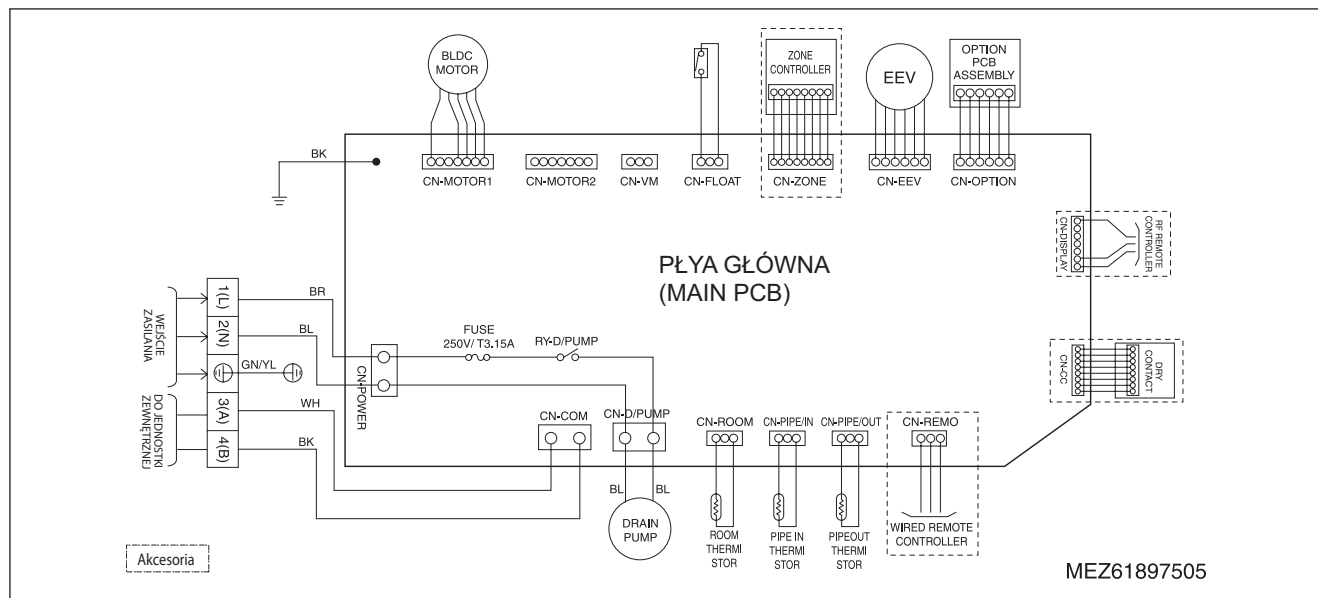 BLDC
MOTOR
ZONE
CONTROLLER
EEV
OPTION
PCB
ASSEMBLY
BK
CN-MOTOR1
CN-MOTOR2
CN-VM
CN-FLOAT
CN-ZONE
CN-EEV
CN-OPTION
CN-DISPLAY
RF REMOTE
CONTROLLER
PŁYA GŁÓWNA
(MAIN PCB)
WEJŚCIE
ZASILANIA
1(L)
BR
2(N)
BL
GN/YL
FUSE
250V/ T3.15A
RY-D/PUMP
CN-POWER
CN-CC
DRY
CONTACT
DO JEDNOSTKI
ZEWNĘTRZNEJ
3(A)
WH
4(B)
BK
CN-COM
CN-D/PUMP
CN-ROOM
CN-PIPE/IN
CN-PIPE/OUT
CN-REMO
BL
BL
DRAIN
PUMP
ROOM
THERMI
STOR
PIPE IN
THERMI
STOR
PIPEOUT
THERMI
STOR
WIRED REMOTE
CONTROLLER
Akcesoria
MEZ61897505